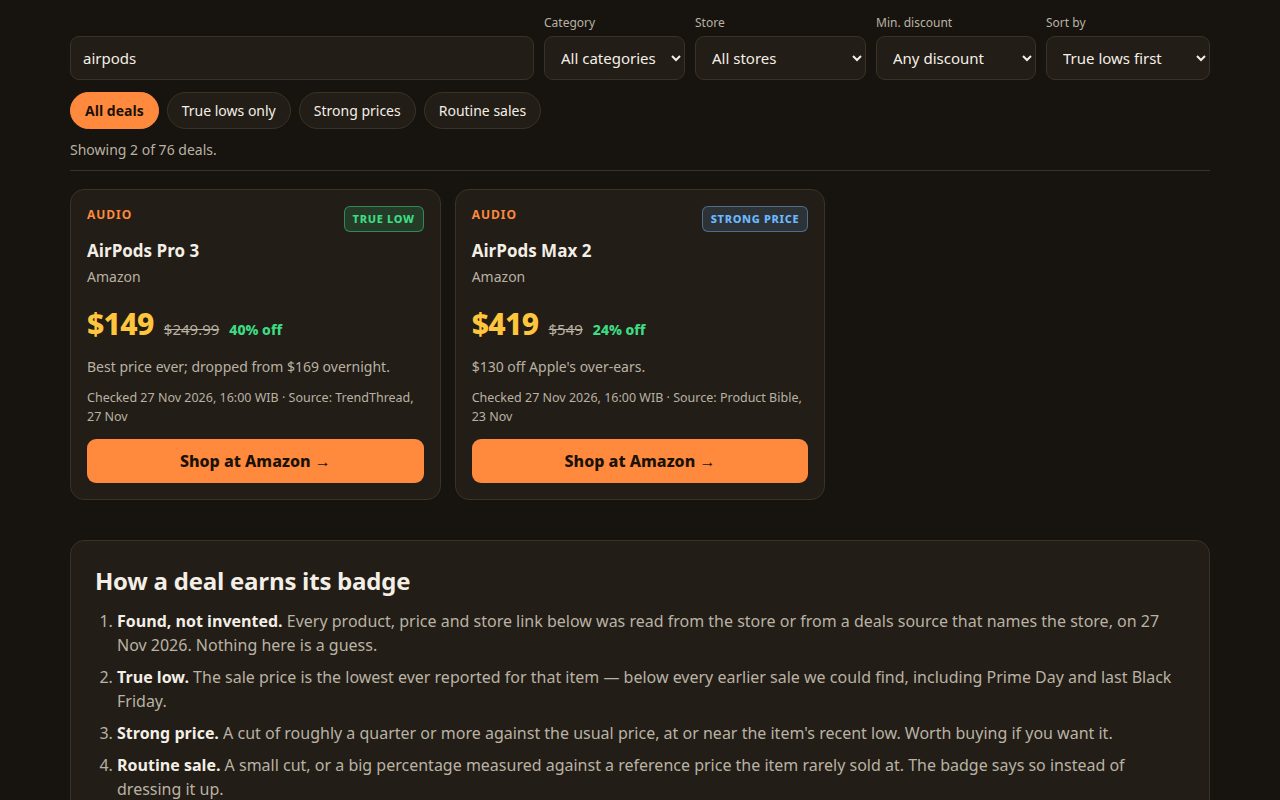 Category
Store
Min. discount
Sort by
airpods
All categories
All stores
Any discount
True lows first
All deals
True lows only
Strong prices
Routine sales
Showing 2 of 76 deals.
AUDIO
TRUE LOW
AirPods Pro 3
Amazon
$149 $249.99 40% off
Best price ever; dropped from $169 overnight.
Checked 27 Nov 2026, 16:00 WIB · Source: TrendThread,
27 Nov
Shop at Amazon →
AUDIO
STRONG PRICE
AirPods Max 2
Amazon
$419 $549 24% off
$130 off Apple's over-ears.
Checked 27 Nov 2026, 16:00 WIB · Source: Product Bible,
23 Nov
Shop at Amazon →
How a deal earns its badge
1. Found, not invented. Every product, price and store link below was read from the store or from a deals source that names the store, on 27
Nov 2026. Nothing here is a guess.
2. True low. The sale price is the lowest ever reported for that item — below every earlier sale we could find, including Prime Day and last Black
Friday.
3. Strong price. A cut of roughly a quarter or more against the usual price, at or near the item's recent low. Worth buying if you want it.
4. Routine sale. A small cut, or a big percentage measured against a reference price the item rarely sold at. The badge says so instead of
dressing it up.